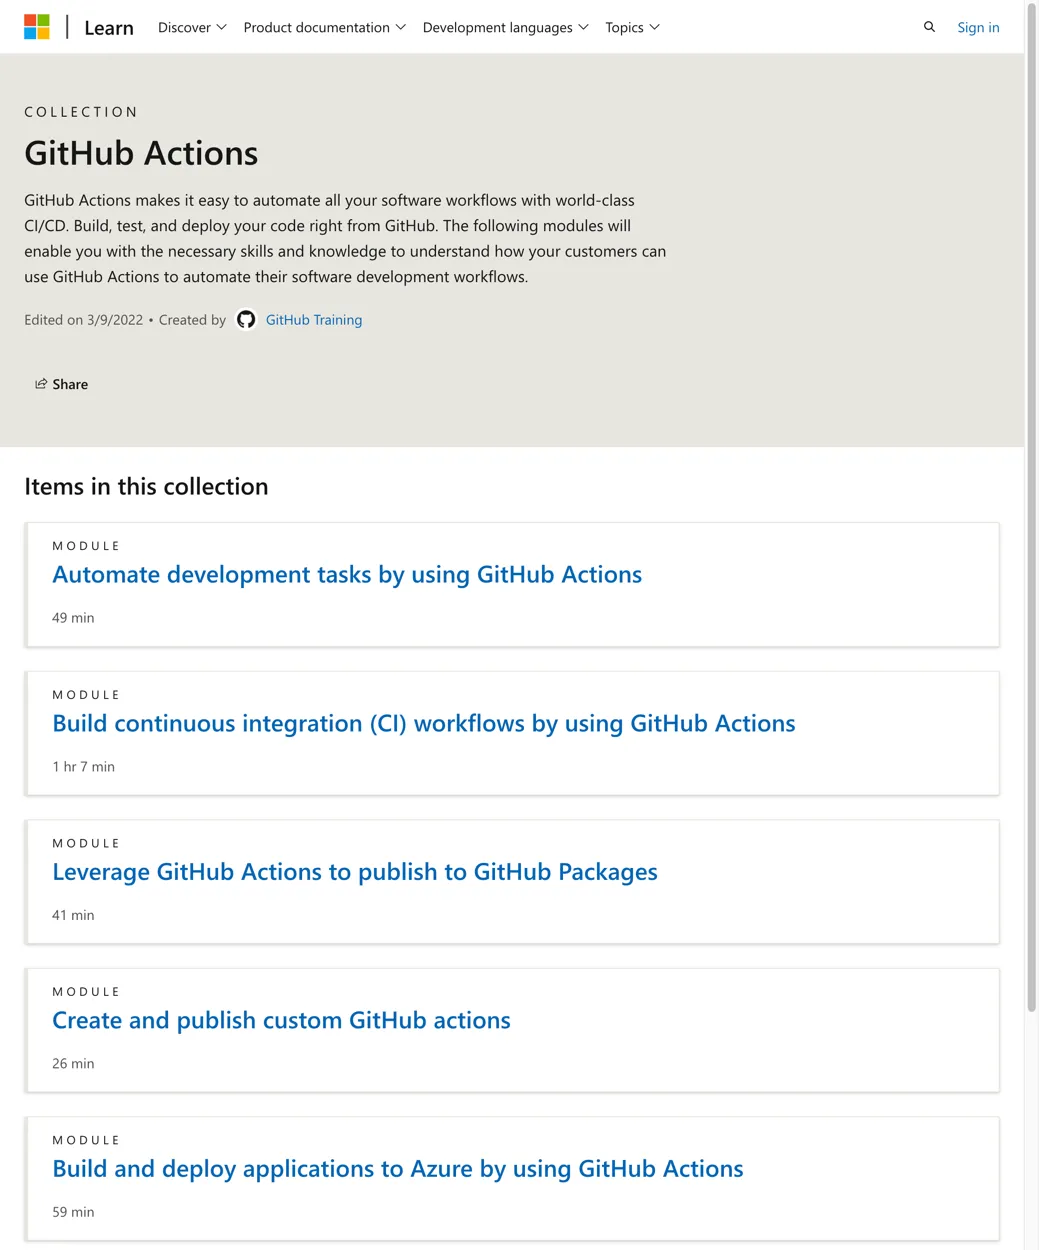 Learn Discover Product documentation Development languages Topics Sign in
COLLECTION
GitHub Actions
GitHub Actions makes it easy to automate all your software workflows with world-class
CI/CD. Build, test, and deploy your code right from GitHub. The following modules will
enable you with the necessary skills and knowledge to understand how your customers can
use GitHub Actions to automate their software development workflows.
Edited on 3/9/2022 • Created by GitHub Training
Share
Items in this collection
MODULE
Automate development tasks by using GitHub Actions
49 min
MODULE
Build continuous integration (CI) workflows by using GitHub Actions
1 hr 7 min
MODULE
Leverage GitHub Actions to publish to GitHub Packages
41 min
MODULE
Create and publish custom GitHub actions
26 min
MODULE
Build and deploy applications to Azure by using GitHub Actions
59 min